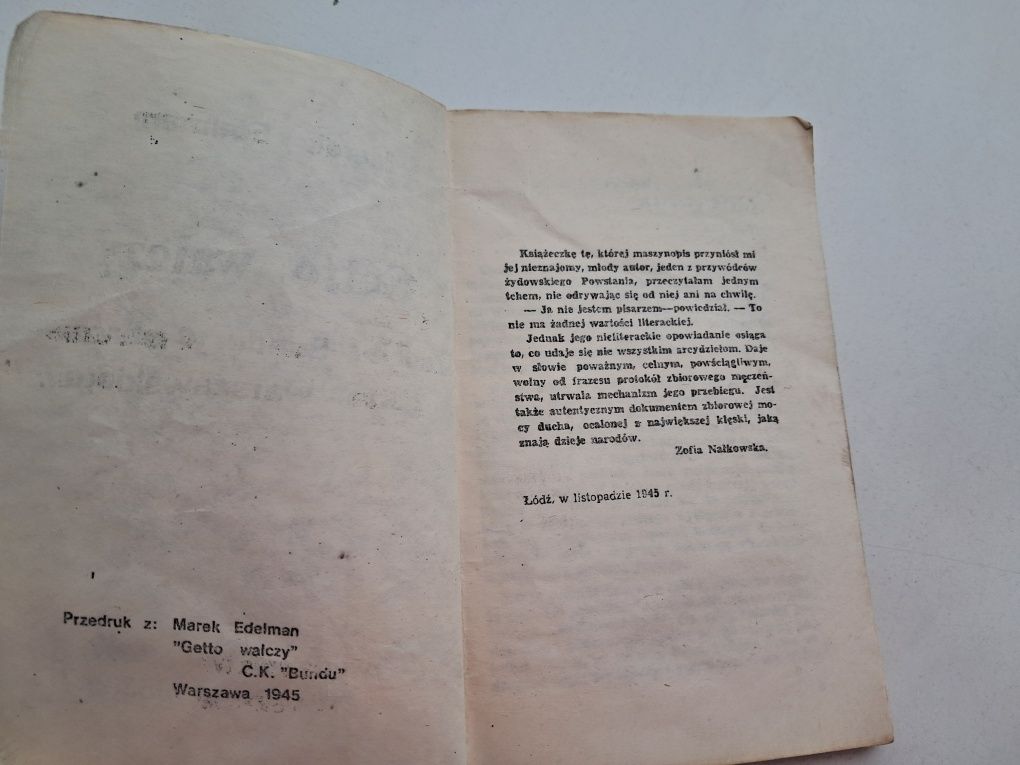 Przedruk z: Marek Edelman
"Getto walczy"
C.K. "Bundu"
Warszawa 1945
Książeczkę tę, której maszynopis przyniósł mi
jej nieznajomy, młody autor, jeden z przywódców
żydowskiego Powstania, przeczytałam jednym
tchem, nie odrywając się od niej ani na chwilę.
— Ja nie jestem pisarzem—powiedział. — To
nie ma żadnej wartości literackiej.
Jednak jego nieliterackie opowiadanie osiąga
to, co udaje się nie wszystkim arcydziełom. Daje
w słowie poważnym, celnym, powściągliwym,
wolny od frazesu protokół zbiorowego męczeń-
stwa, utrwala mechanizm jego przebiegu. Jest
także autentycznym dokumentem zbiorowej mo-
cy ducha, ocalonej z największej klęski, jaką
znają dzieje narodów.
Zofia Nałkowska.
Łódź, w listopadzie 1945 r.